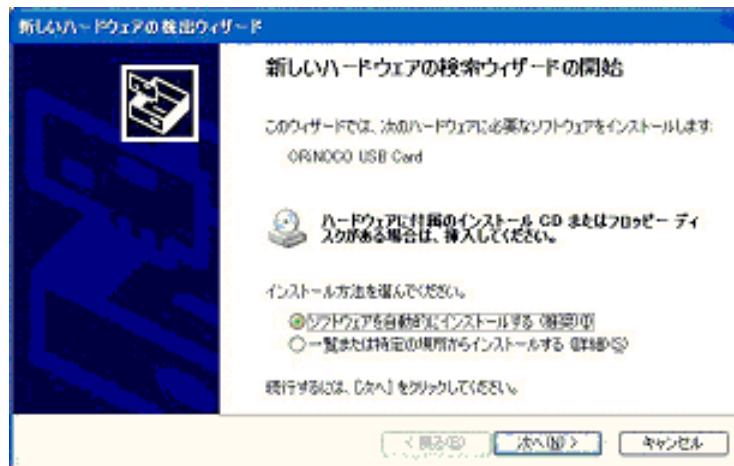 新しいハードウェアの検出ウィザード
新しいハードウェアの検索ウィザードの開始
このウィザードでは、次のハードウェアに必要なソフトウェアをインストールします:
ORiNOCO USB Card
ハードウェアに付属のインストール CD またはフロッピー ディ
スクがある場合は、挿入してください。
インストール方法を選んでください。
ソフトウェアを自動的にインストールする (推奨)(I)
一覧または特定の場所からインストールする (詳細)(S)
続行するには、[次へ] をクリックしてください。
< 戻る(B) 次へ(N) > キャンセル